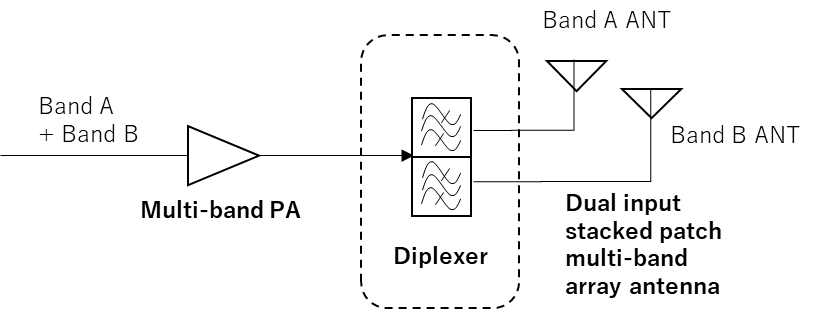 Band A ANT
Band A
+ Band B
Band B ANT
Multi-band PA
Dual input
stacked patch
multi-band
array antenna
Diplexer